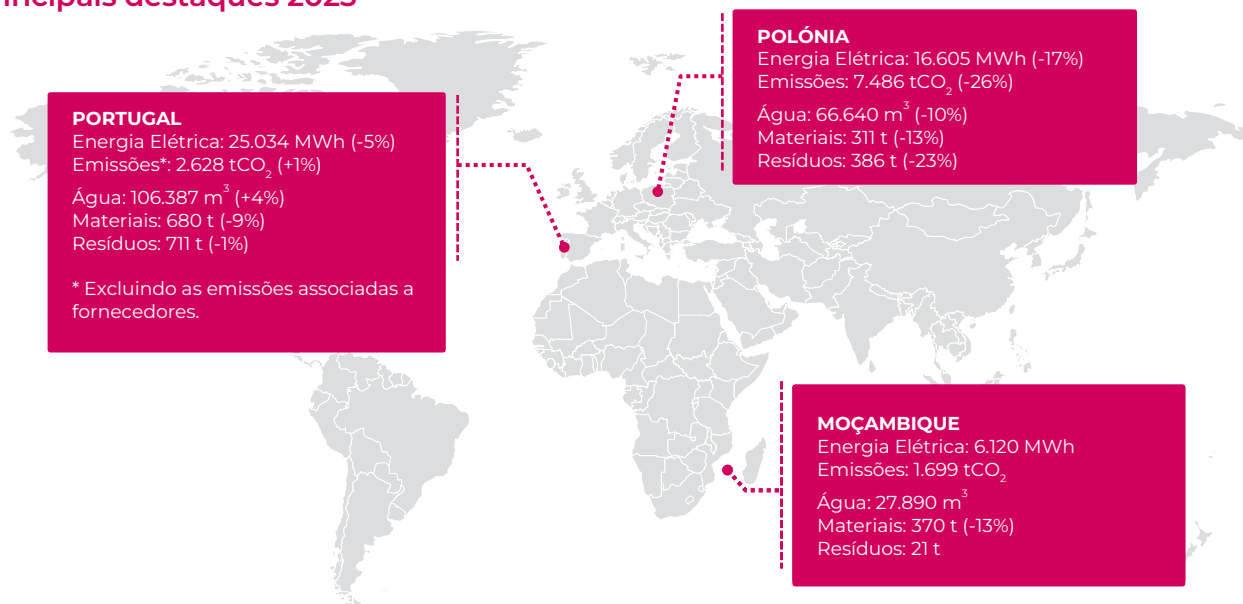 incipais destaques 2023
PORTUGAL
Energia Elétrica: 25.034 MWh (-5%)
Emissões*: 2.628 tCO₂ (+1%)
Água: 106.387 m³ (+4%)
Materiais: 680 t (-9%)
Resíduos: 711 t (-1%)
* Excluindo as emissões associadas a
fornecedores.
POLÓNIA
Energia Elétrica: 16.605 MWh (-17%)
Emissões: 7.486 tCO₂ (-26%)
Água: 66.640 m³ (-10%)
Materiais: 311 t (-13%)
Resíduos: 386 t (-23%)
MOÇAMBIQUE
Energia Elétrica: 6.120 MWh
Emissões: 1.699 tCO₂
Água: 27.890 m³
Materiais: 370 t (-13%)
Resíduos: 21 t